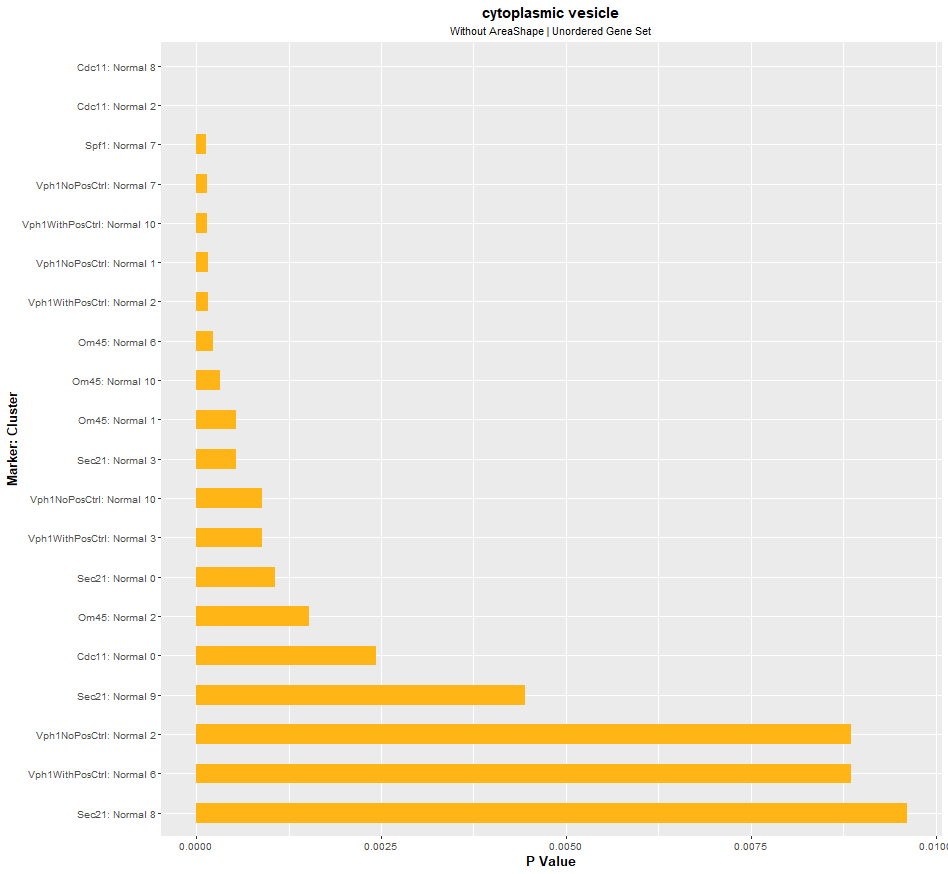 cytoplasmic vesicle
Without AreaShape | Unordered Gene Set
Marker: Cluster
Cdc11: Normal 8
Cdc11: Normal 2
Spf1: Normal 7
Vph1NoPosCtrl: Normal 7
Vph1WithPosCtrl: Normal 10
Vph1NoPosCtrl: Normal 1
Vph1WithPosCtrl: Normal 2
Om45: Normal 6
Om45: Normal 10
Om45: Normal 1
Sec21: Normal 3
Vph1NoPosCtrl: Normal 10
Vph1WithPosCtrl: Normal 3
Sec21: Normal 0
Om45: Normal 2
Cdc11: Normal 0
Sec21: Normal 9
Vph1NoPosCtrl: Normal 2
Vph1WithPosCtrl: Normal 6
Sec21: Normal 8
0.0000 0.0025 0.0050 0.0075 0.0100
P Value